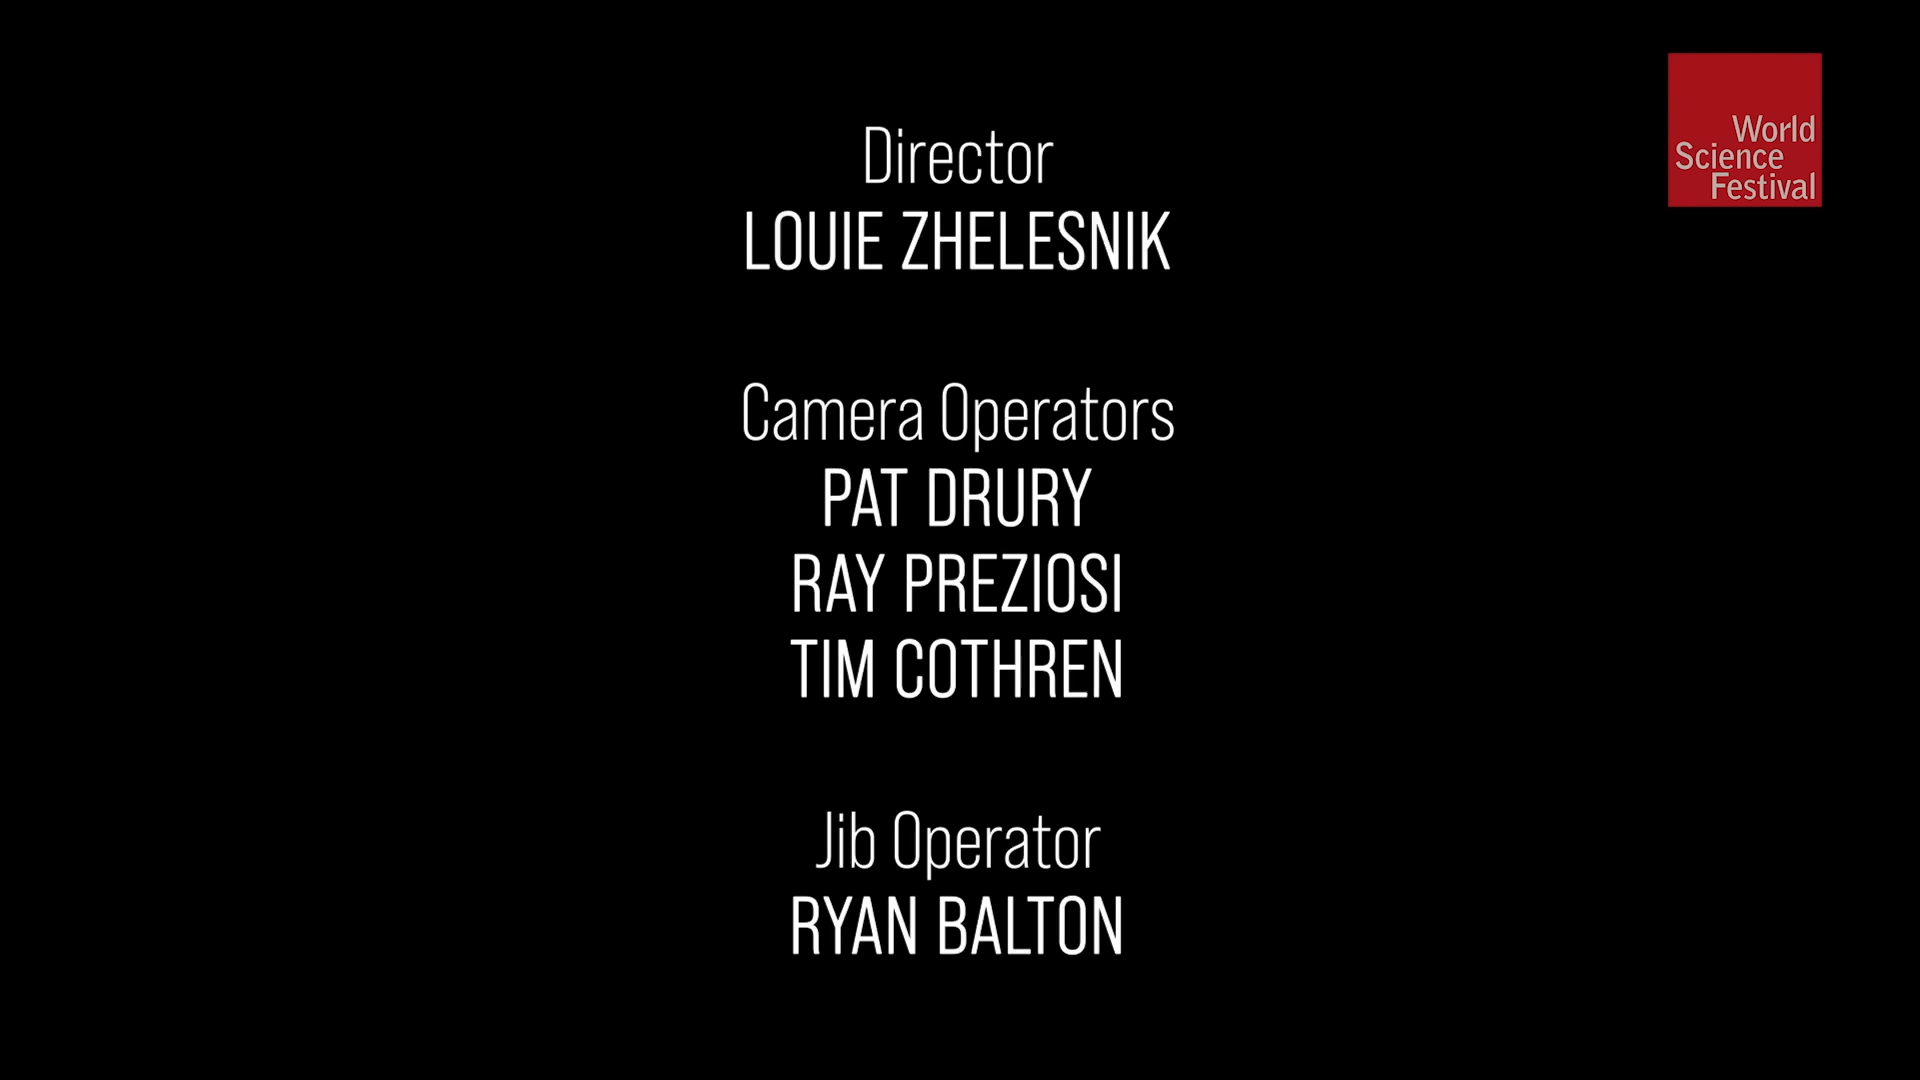 Director
LOUIE ZHELESNIK
Camera Operators
PAT DRURY
RAY PREZIOSI
TIM COTHREN
Jib Operator
RYAN BALTON
World
Science
Festival